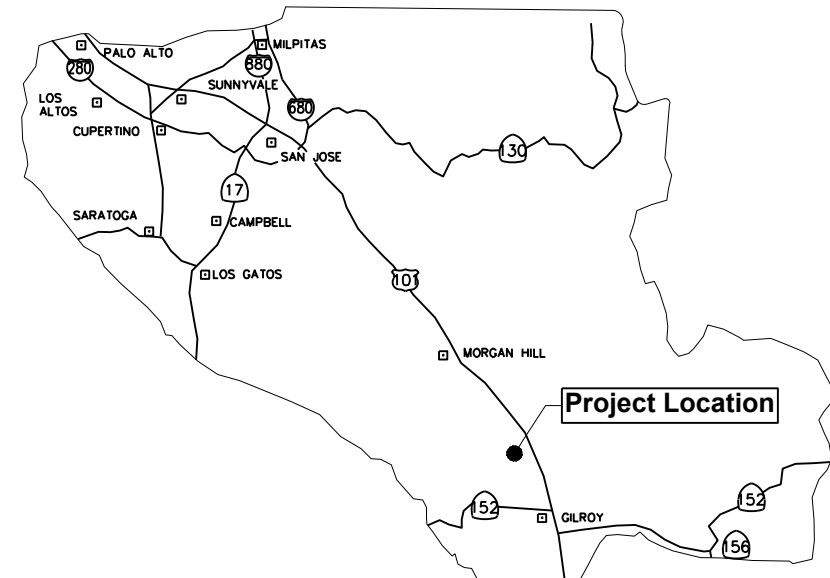 PALO ALTO
MILPITAS
280
880
SUNNYVALE
LOS
ALTOS
680
CUPERTINO
130
SAN JOSE
17
SARATOGA
CAMPBELL
LOS GATOS
101
MORGAN HILL
Project Location
152
152
GILROY
156